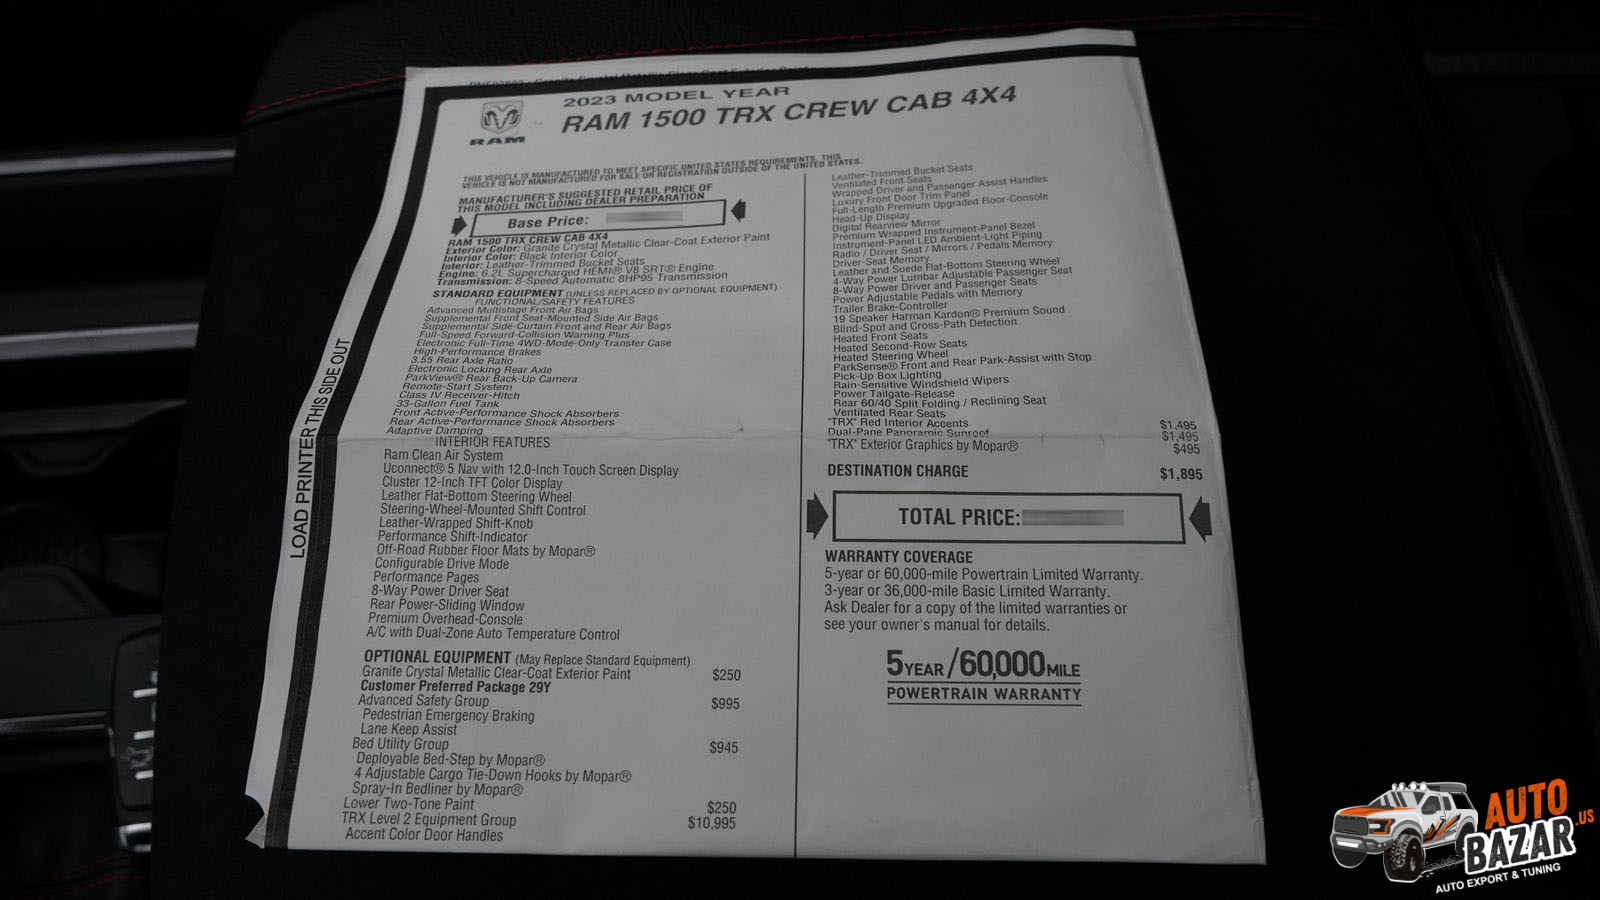 Granite Crystal Metallic Clear-Coat Exterior Paint
2023 MODEL YEAR
RAM 1500 TRX CREW CAB 4X4
RAM
THIS VEHICLE IS MANUFACTURED TO MEET SPECIFIC UNITED STATES REQUIREMENTS. THIS
VEHICLE IS NOT MANUFACTURED FOR SALE OR REGISTRATION OUTSIDE OF THE UNITED STATES.
MANUFACTURER'S SUGGESTED RETAIL PRICE OF
THIS MODEL INCLUDING DEALER PREPARATION
Base Price:
RAM 1500 TRX CREW CAB 4X4
Exterior Color: Granite Crystal Metallic Clear-Coat Exterior Paint
Interior Color: Black Interior Color
Interior: Leather-Trimmed Bucket Seats
Engine: 6.2L Supercharged HEMI® V8 SRT® Engine
Transmission: 8-Speed Automatic 8HP95 Transmission
STANDARD EQUIPMENT (UNLESS REPLACED BY OPTIONAL EQUIPMENT)
FUNCTIONAL/SAFETY FEATURES
Advanced Multistage Front Air Bags
Supplemental Front Seat-Mounted Side Air Bags
Supplemental Side-Curtain Front and Rear Air Bags
Full-Speed Forward-Collision Warning Plus
Electronic Full-Time 4WD-Mode-Only Transfer Case
High-Performance Brakes
3.55 Rear Axle Ratio
Electronic Locking Rear Axle
ParkView® Rear Back-Up Camera
Remote-Start System
Class IV Receiver-Hitch
33-Gallon Fuel Tank
Front Active-Performance Shock Absorbers
Rear Active-Performance Shock Absorbers
Adaptive Damping
INTERIOR FEATURES
Ram Clean Air System
Uconnect® 5 Nav with 12.0-Inch Touch Screen Display
Cluster 12-Inch TFT Color Display
Leather Flat-Bottom Steering Wheel
Steering-Wheel-Mounted Shift Control
Leather-Wrapped Shift-Knob
Performance Shift-Indicator
Off-Road Rubber Floor Mats by Mopar®
Configurable Drive Mode
Performance Pages
8-Way Power Driver Seat
Rear Power-Sliding Window
Premium Overhead-Console
A/C with Dual-Zone Auto Temperature Control
OPTIONAL EQUIPMENT (May Replace Standard Equipment)
Granite Crystal Metallic Clear-Coat Exterior Paint $250
Customer Preferred Package 29Y
Advanced Safety Group $995
Pedestrian Emergency Braking
Lane Keep Assist
Bed Utility Group $945
Deployable Bed-Step by Mopar®
4 Adjustable Cargo Tie-Down Hooks by Mopar®
Spray-In Bedliner by Mopar®
Lower Two-Tone Paint $250
TRX Level 2 Equipment Group $10,995
Accent Color Door Handles
Leather-Trimmed Bucket Seats
Ventilated Front Seats
Wrapped Driver and Passenger Assist Handles
Luxury Front Door Trim Panel
Full-Length Premium Upgraded Floor-Console
Head-Up Display
Digital Rearview Mirror
Premium Wrapped Instrument-Panel Bezel
Instrument-Panel LED Ambient-Light Piping
Radio / Driver Seat / Mirrors / Pedals Memory
Driver-Seat Memory
Leather and Suede Flat-Bottom Steering Wheel
4-Way Power Lumbar Adjustable Passenger Seat
8-Way Power Driver and Passenger Seats
Power Adjustable Pedals with Memory
Trailer Brake-Controller
19 Speaker Harman Kardon® Premium Sound
Blind-Spot and Cross-Path Detection
Heated Front Seats
Heated Second-Row Seats
Heated Steering Wheel
ParkSense® Front and Rear Park-Assist with Stop
Pick-Up Box Lighting
Rain-Sensitive Windshield Wipers
Power Tailgate-Release
Rear 60/40 Split Folding / Reclining Seat
Ventilated Rear Seats
"TRX" Red Interior Accents $1,495
Dual-Pane Panoramic Sunroof $1,495
"TRX" Exterior Graphics by Mopar® $495
DESTINATION CHARGE $1,895
TOTAL PRICE:
WARRANTY COVERAGE
5-year or 60,000-mile Powertrain Limited Warranty.
3-year or 36,000-mile Basic Limited Warranty.
Ask Dealer for a copy of the limited warranties or
see your owner's manual for details.
5 YEAR / 60,000 MILE
POWERTRAIN WARRANTY
LOAD PRINTER THIS SIDE OUT
AUTO
BAZAR.US
AUTO EXPORT & TUNING